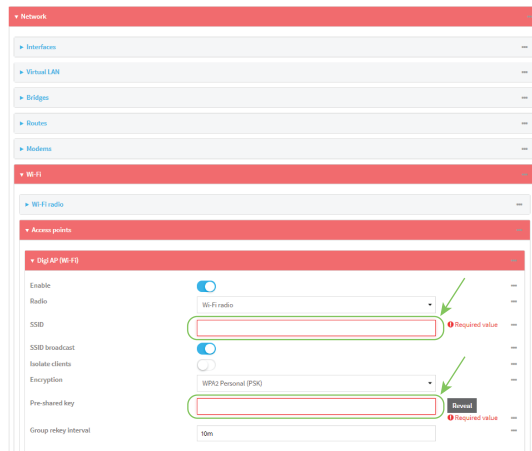 Network
Interfaces
Virtual LAN
Bridges
Routes
Modems
Wi-Fi
Wi-Fi radio
Access points
Digi AP (Wi-Fi)
Enable
Radio Wi-Fi radio
SSID Required value
SSID broadcast
Isolate clients
Encryption WPA2 Personal (PSK)
Pre-shared key Reveal
Required value
Group rekey interval 10m